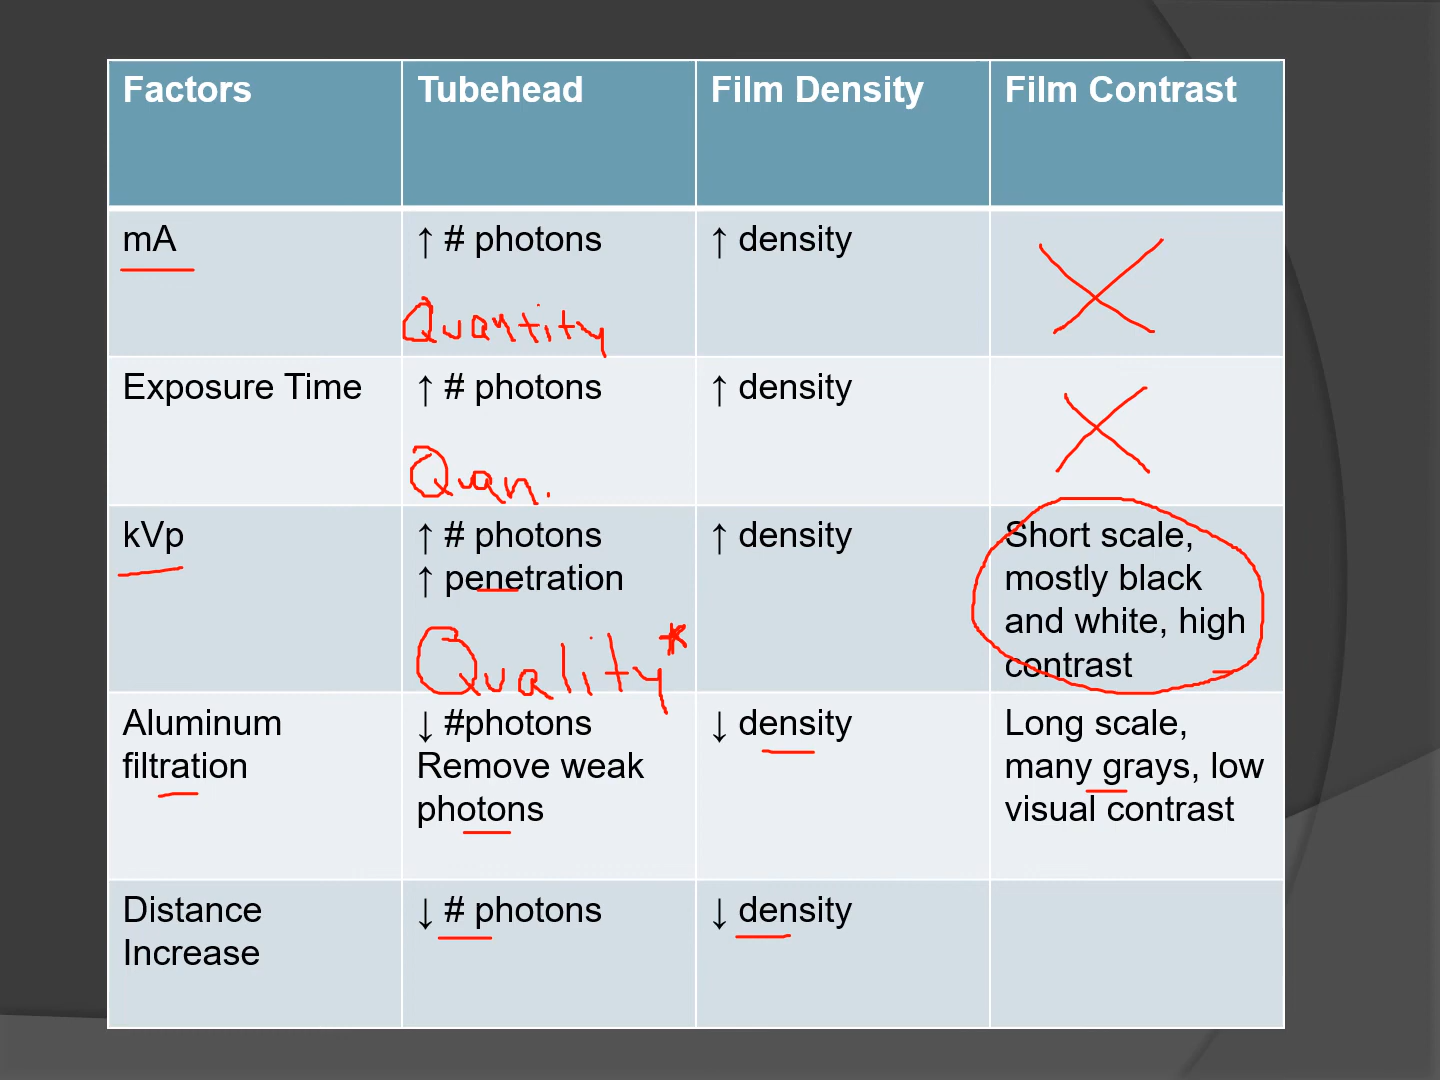 Factors Tubehead Film Density Film Contrast
mA ↑ # photons ↑ density
Quantity
Exposure Time ↑ # photons ↑ density
Quan.
kVp ↑ # photons ↑ density Short scale,
↑ penetration mostly black
and white, high
Quality* contrast
Aluminum ↓ #photons ↓ density Long scale,
filtration Remove weak many grays, low
photons visual contrast
Distance ↓ # photons ↓ density
Increase